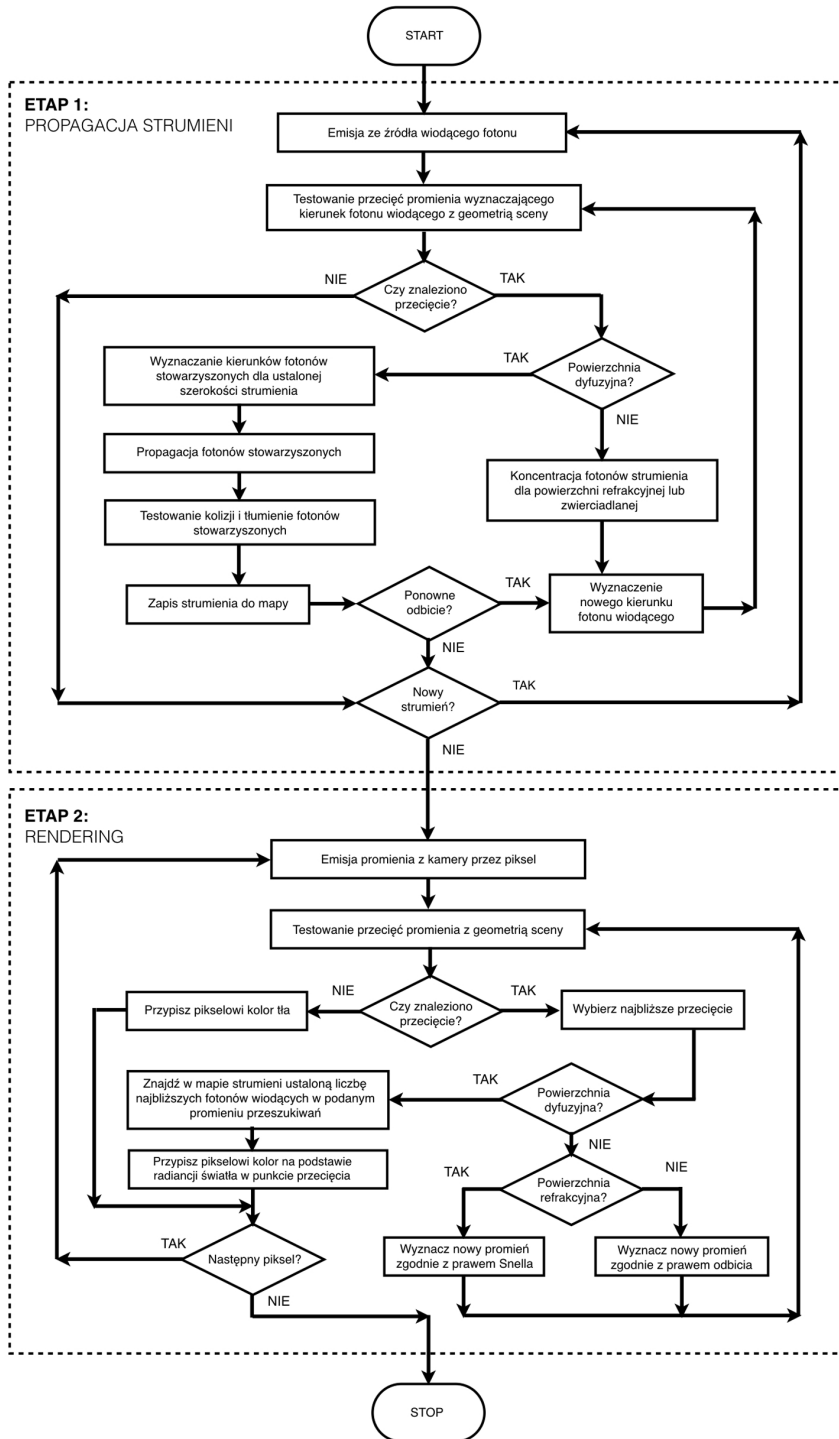 START
ETAP 1:
PROPAGACJA STRUMIENI
Emisja ze źródła wiodącego fotonu
Testowanie przecięć promienia wyznaczającego
kierunek fotonu wiodącego z geometrią sceny
NIE
TAK
Czy znaleziono
przecięcie?
Wyznaczanie kierunków fotonów
stowarzyszonych dla ustalonej
szerokości strumienia
TAK
Powierzchnia
dyfuzyjna?
NIE
Propagacja fotonów stowarzyszonych
Koncentracja fotonów strumienia
dla powierzchni refrakcyjnej lub
zwierciadlanej
Testowanie kolizji i tłumienie fotonów
stowarzyszonych
Zapis strumienia do mapy
Ponowne
odbicie?
TAK
Wyznaczenie
nowego kierunku
fotonu wiodącego
NIE
Nowy
strumień?
TAK
NIE
ETAP 2:
RENDERING
Emisja promienia z kamery przez piksel
Testowanie przecięć promienia z geometrią sceny
Przypisz pikselowi kolor tła
NIE
Czy znaleziono
przecięcie?
TAK
Wybierz najbliższe przecięcie
Znajdź w mapie strumieni ustaloną liczbę
najbliższych fotonów wiodących w podanym
promieniu przeszukiwań
TAK
Powierzchnia
dyfuzyjna?
NIE
Przypisz pikselowi kolor na podstawie
radiancji światła w punkcie przecięcia
TAK
Powierzchnia
refrakcyjna?
NIE
TAK
Następny piksel?
NIE
Wyznacz nowy promień
zgodnie z prawem Snella
Wyznacz nowy promień
zgodnie z prawem odbicia
STOP